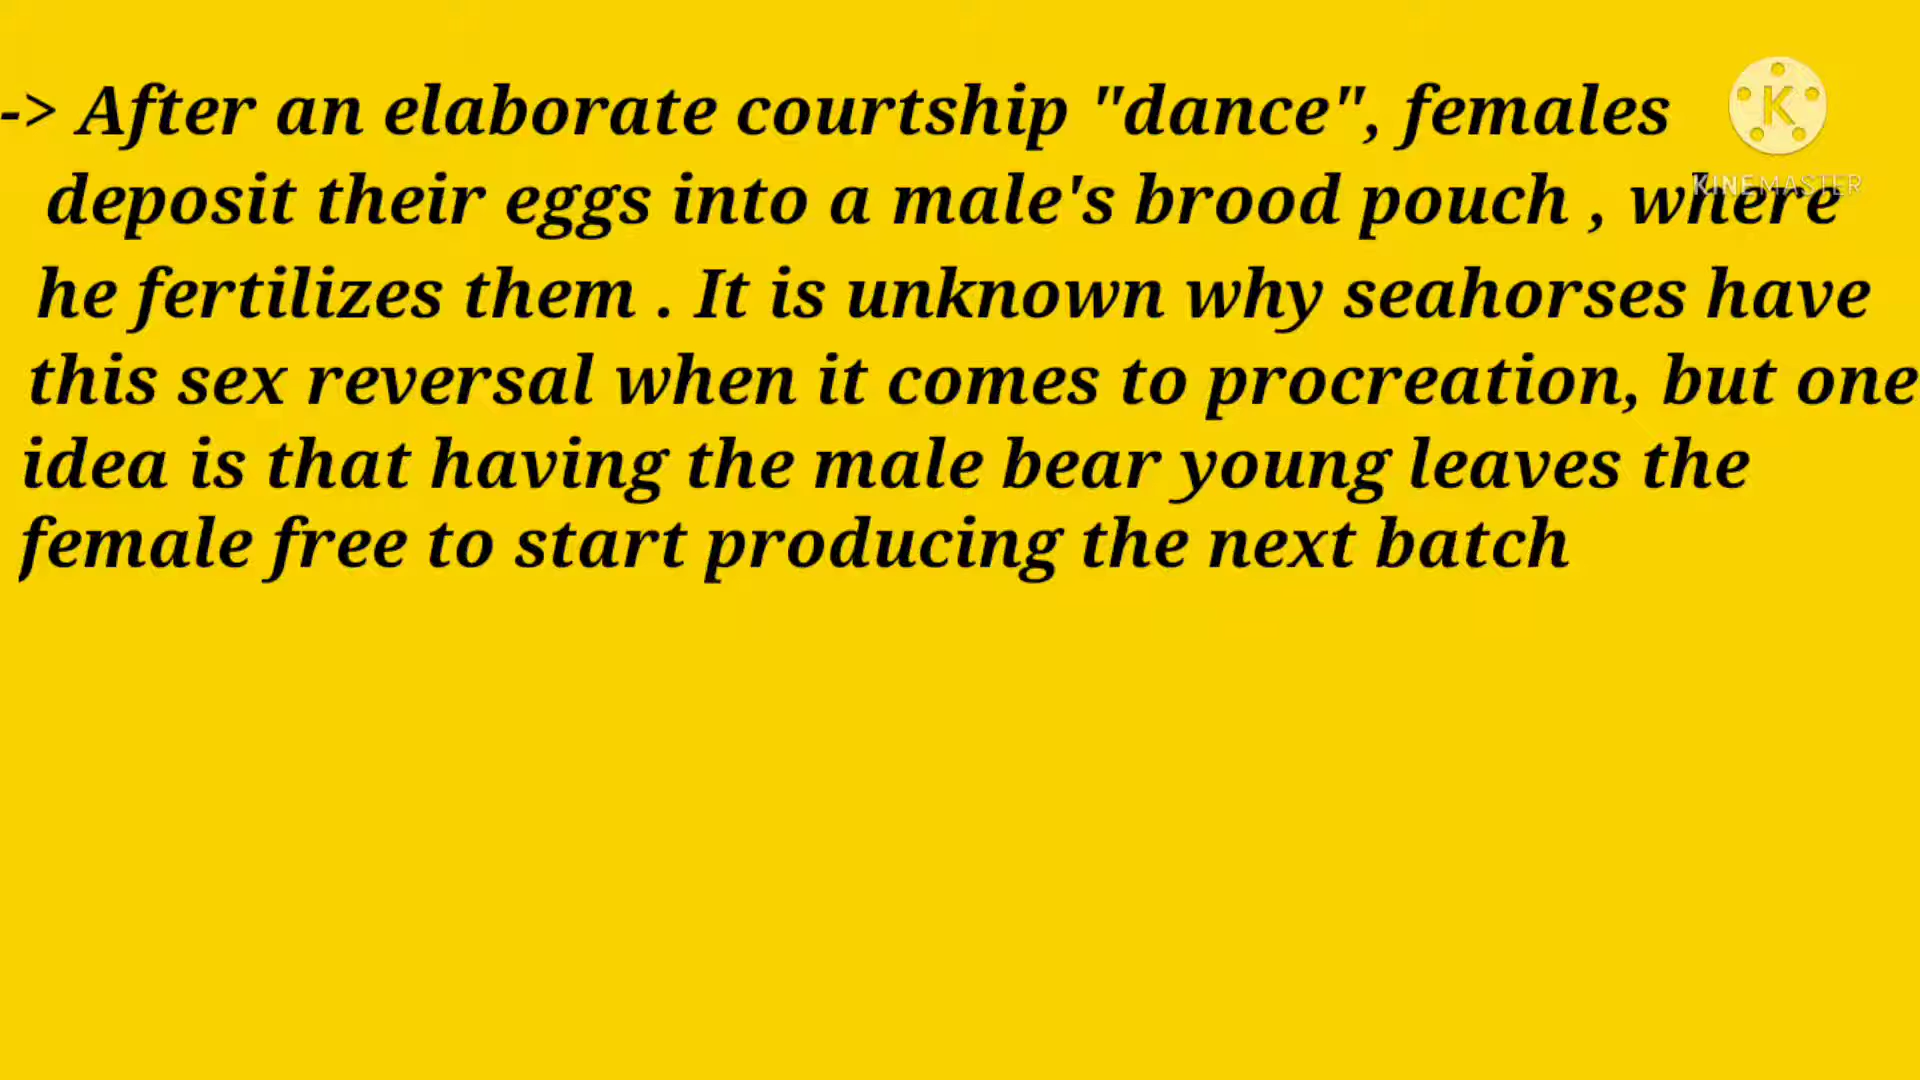 -> After an elaborate courtship "dance", females
deposit their eggs into a male's brood pouch , where
he fertilizes them . It is unknown why seahorses have
this sex reversal when it comes to procreation, but one
idea is that having the male bear young leaves the
female free to start producing the next batch
K
KINEMASTER